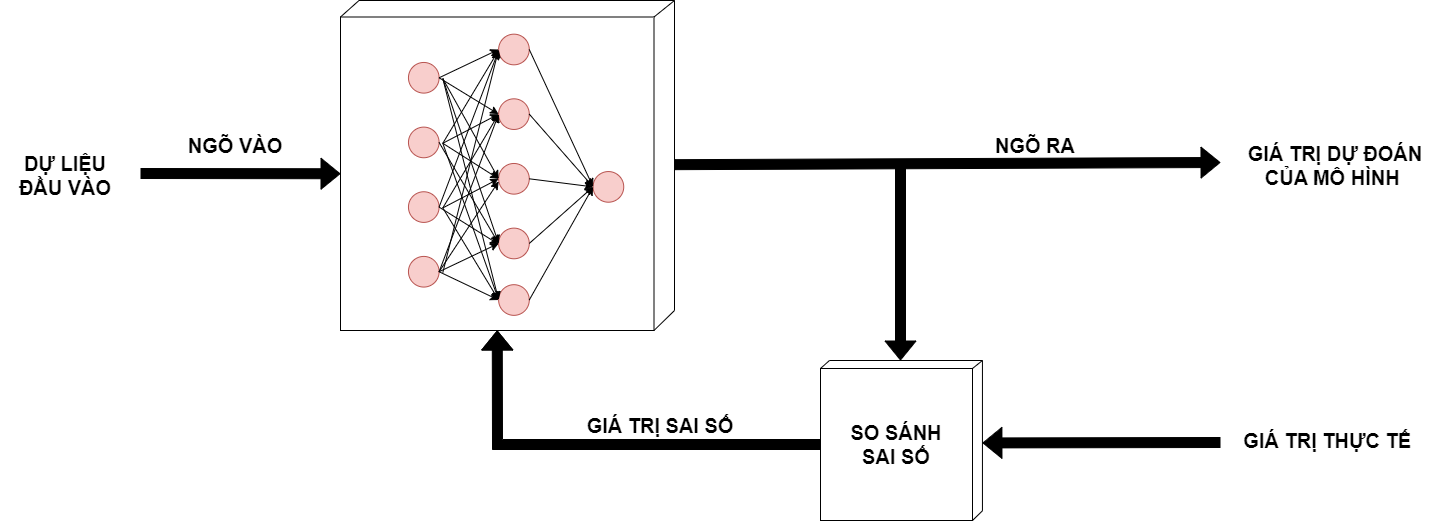 DỰ LIỆU
ĐẦU VÀO
NGÕ VÀO
NGÕ RA
GIÁ TRỊ DỰ ĐOÁN
CỦA MÔ HÌNH
GIÁ TRỊ SAI SỐ
SO SÁNH
SAI SỐ
GIÁ TRỊ THỰC TẾ